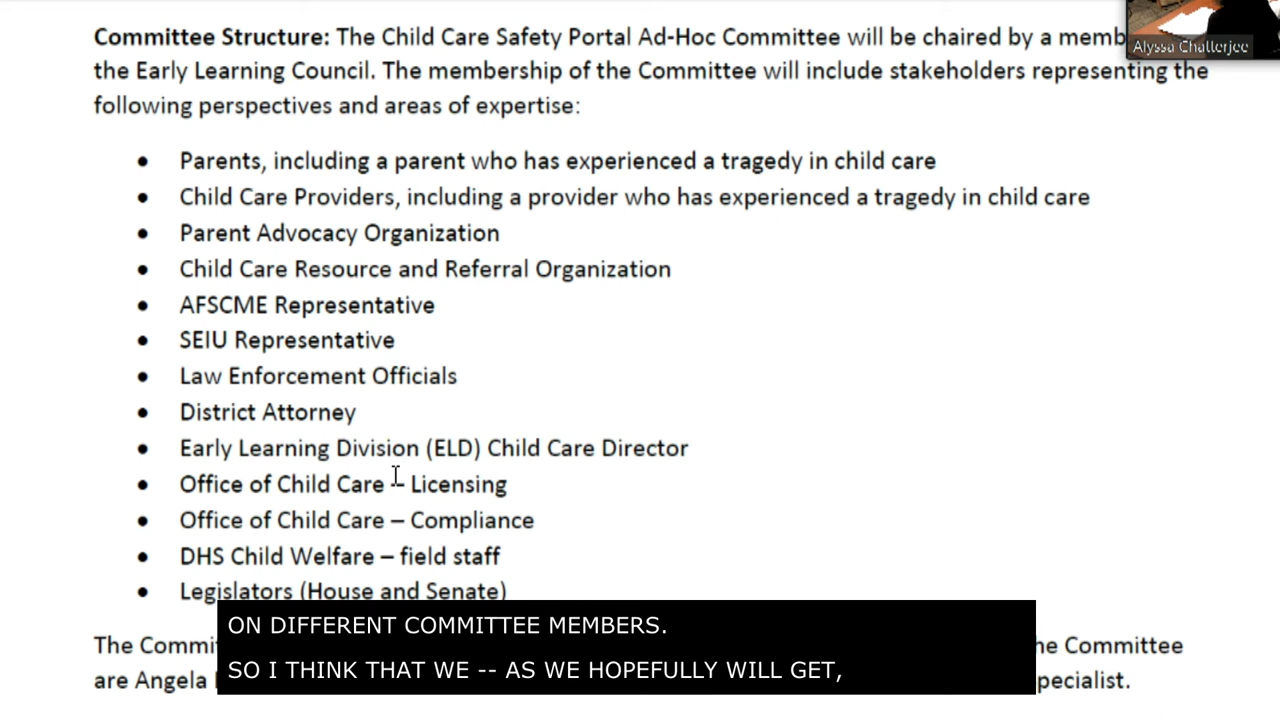 Committee Structure: The Child Care Safety Portal Ad-Hoc Committee will be chaired by a
Alyssa Chatterjee
the Early Learning Council. The membership of the Committee will include stakeholders representing the
following perspectives and areas of expertise:
• Parents, including a parent who has experienced a tragedy in child care
• Child Care Providers, including a provider who has experienced a tragedy in child care
• Parent Advocacy Organization
• Child Care Resource and Referral Organization
• AFSCME Representative
• SEIU Representative
• Law Enforcement Officials
• District Attorney
• Early Learning Division (ELD) Child Care Director
• Office of Child Care – Licensing
• Office of Child Care – Compliance
• DHS Child Welfare – field staff
• Legislators (House and Senate)
ON DIFFERENT COMMITTEE MEMBERS.
SO I THINK THAT WE -- AS WE HOPEFULLY WILL GET,
The Committee
are Angela